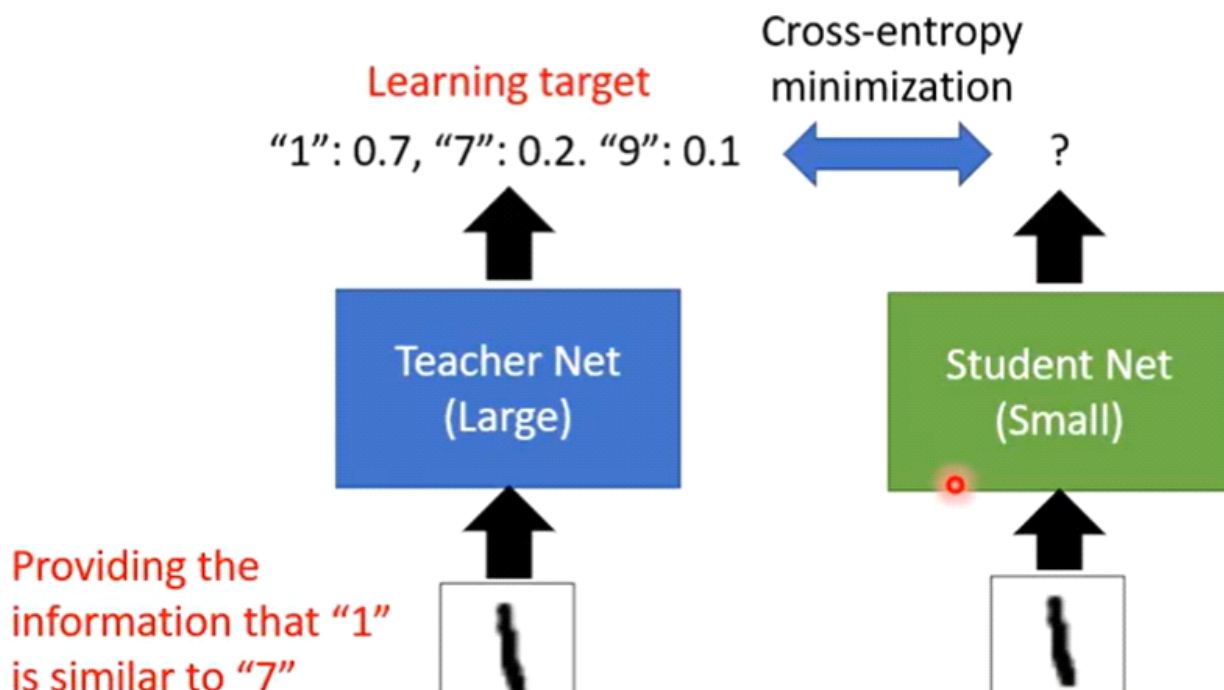 Cross-entropy
minimization
Learning target
“1”: 0.7, “7”: 0.2. “9”: 0.1
?
Teacher Net
(Large)
Student Net
(Small)
Providing the
information that “1”
is similar to “7”